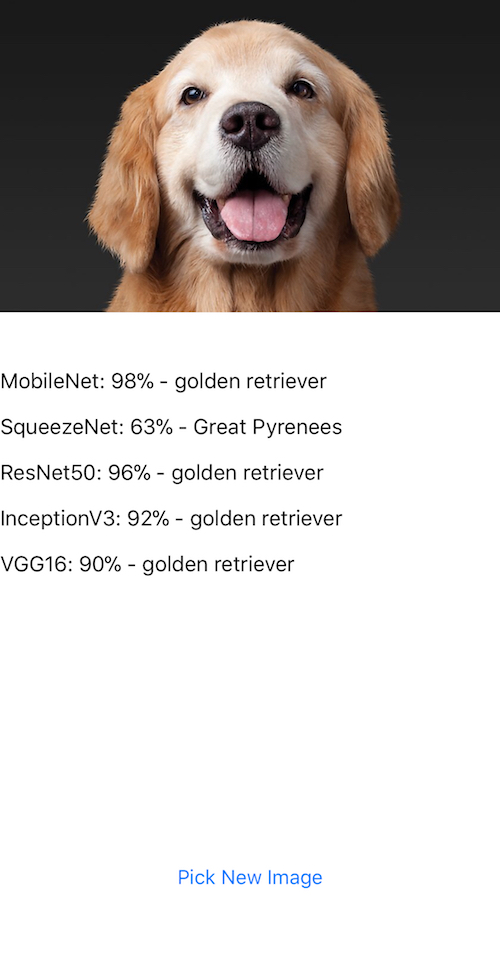 MobileNet: 98% - golden retriever
SqueezeNet: 63% - Great Pyrenees
ResNet50: 96% - golden retriever
InceptionV3: 92% - golden retriever
VGG16: 90% - golden retriever
Pick New Image